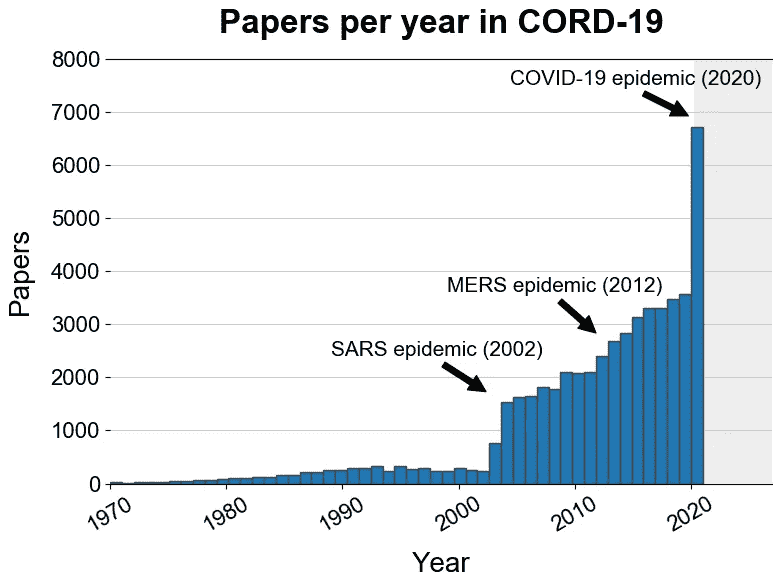 Papers per year in CORD-19
8000
COVID-19 epidemic (2020)
7000
6000
5000
4000
MERS epidemic (2012)
3000
SARS epidemic (2002)
2000
1000
0
Papers
1970
1980
1990
2000
2010
2020
Year